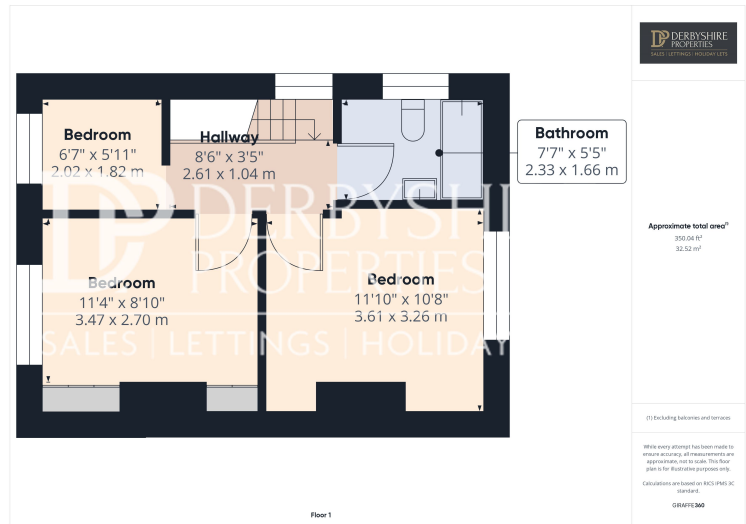 DP DERBYSHIRE
PROPERTIES
SALES | LETTINGS | HOLIDAY LETS
Bedroom
6'7" x 5'11"
2.02 x 1.82 m
Hallway
8'6" x 3'5"
2.61 x 1.04 m
Bathroom
7'7" x 5'5"
2.33 x 1.66 m
DERBYSHI
PROPERTIES
SALES | LETTINGS | HOLIDAY
Bedroom
11'4" x 8'10"
3.47 x 2.70 m
Bedroom
11'10" x 10'8"
3.61 x 3.26 m
Floor 1
Approximate total area(1)
350.04 ft²
32.52 m²
(1) Excluding balconies and terraces
While every attempt has been made to
ensure accuracy, all measurements are
approximate, not to scale. This floor
plan is for illustrative purposes only.
Calculations are based on RICS IPMS 3C
standard.
GIRAFFE360